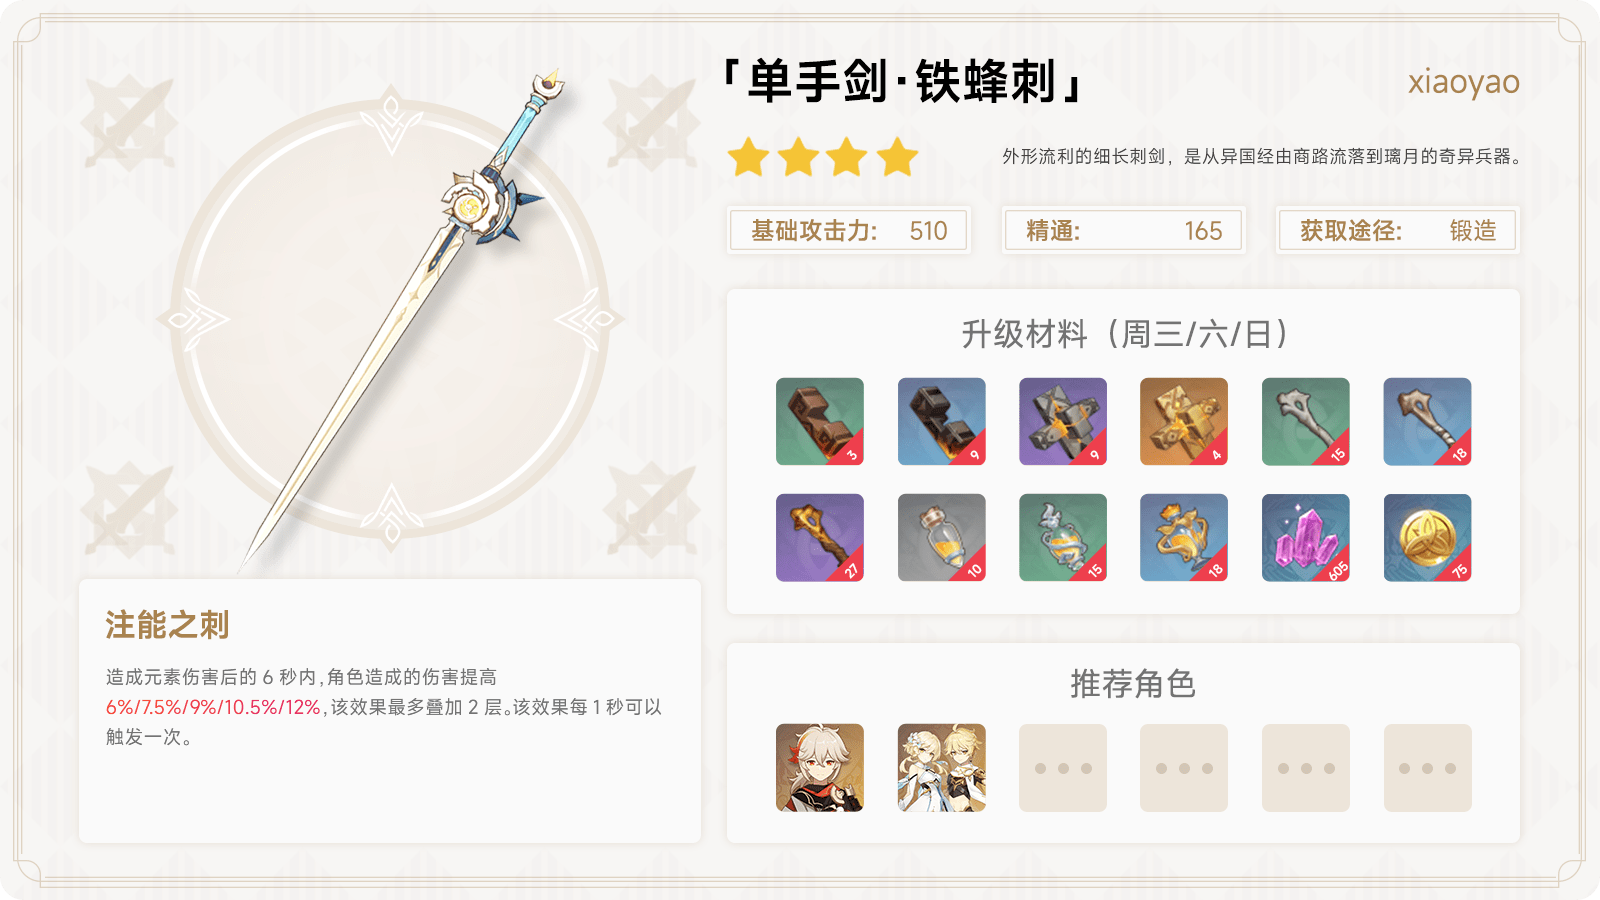 「单手剑·铁蜂刺」
xiaoyao
外形流利的细长刺剑，是从异国经由商路流落到璃月的奇异兵器。
基础攻击力: 510
精通: 165
获取途径: 锻造
升级材料（周三/六/日）
3 9 9 4 15 18
27 10 15 18 605 75
注能之刺
造成元素伤害后的 6 秒内,角色造成的伤害提高
6%/7.5%/9%/10.5%/12%,该效果最多叠加 2 层。该效果每 1 秒可以
触发一次。
推荐角色